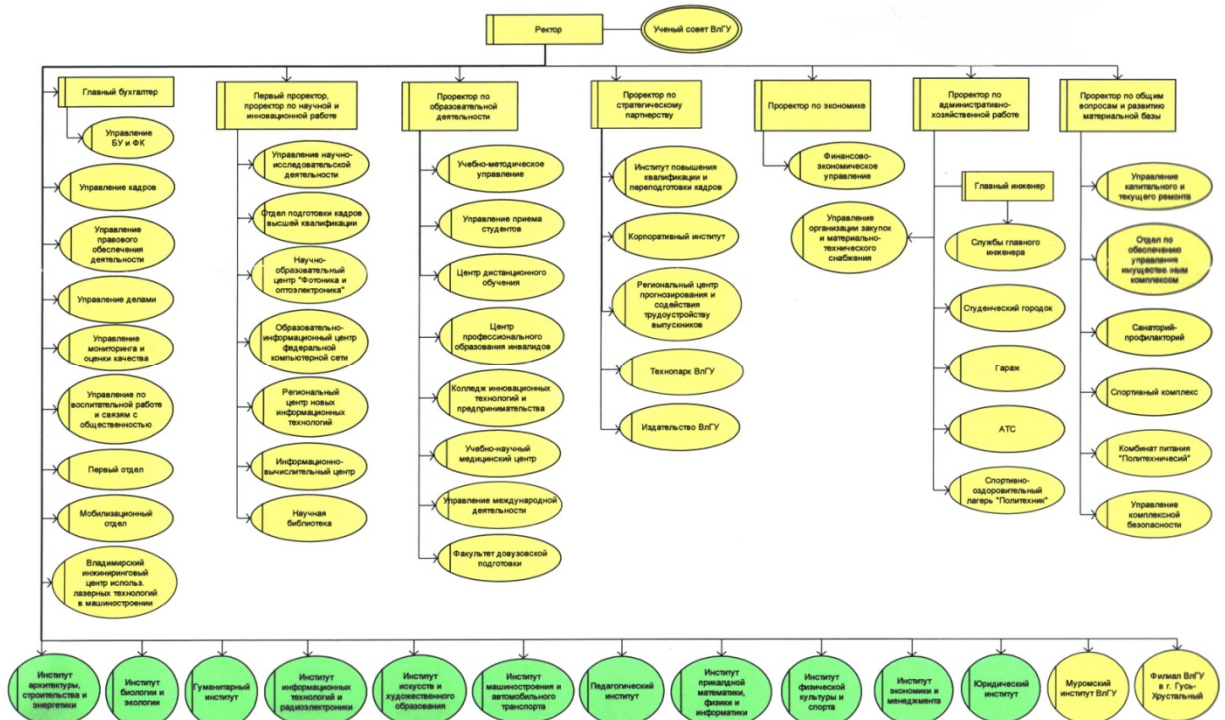 Ректор
Ученый совет ВлГУ
Главный бухгалтер
Управление
БУ и ФК
Управление кадров
Управление
правового
обеспечения
деятельности
Управление делами
Управление
мониторинга и
оценки качества
Управление по
воспитательной работе
и связям с
общественностью
Первый отдел
Мобилизационный
отдел
Владимирский
инжиниринговый
центр использ.
лазерных технологий
в машиностроении
Первый проректор,
проректор по научной и
инновационной работе
Управление научно-
исследовательской
деятельности
Отдел подготовки кадров
высшей квалификации
Научно-
образовательный
центр "Фотоника и
оптоэлектроника"
Образовательно-
информационный центр
федеральной
компьютерной сети
Региональный
центр новых
информационных
технологий
Информационно-
вычислительный центр
Научная
библиотека
Проректор по
образовательной
деятельности
Учебно-методическое
управление
Управление приема
студентов
Центр дистанционного
обучения
Центр
профессионального
образования инвалидов
Колледж инновационных
технологий и
предпринимательства
Учебно-научный
медицинский центр
Управление международной
деятельности
Факультет довузовской
подготовки
Проректор по
стратегическому
партнерству
Институт повышения
квалификации и
переподготовки кадров
Корпоративный институт
Региональный центр
прогнозирования и
содействия
трудоустройству
выпускников
Технопарк ВлГУ
Издательство ВлГУ
Проректор по экономике
Финансово-
экономическое
управление
Управление
организации закупок
и материально-
технического
снабжения
Проректор по
административно-
хозяйственной работе
Главный инженер
Службы главного
инженера
Студенческий городок
Гараж
АТС
Спортивно-
оздоровительный
лагерь "Политехник"
Проректор по общим
вопросам и развитию
материальной базы
Управление
капитального и
текущего ремонта
Отдел по
обеспечению
управления
имуществе ным
комплексом
Санаторий-
профилакторий
Спортивный комплекс
Комбинат питания
"Политехничесий"
Управление
комплексной
безопасности
Институт
архитектуры,
строительства и
энергетики
Институт
биологии и
экологии
Гуманитарный
институт
Институт
информационных
технологий и
радиоэлектроники
Институт
искусств и
художественного
образования
Институт
машиностроения и
автомобильного
транспорта
Педагогический
институт
Институт
прикалдной
математики,
физики и
информатики
Институт
физической
культуры и
спорта
Институт
экономики и
менеджмента
Юридический
институт
Муромский
институт ВлГУ
Филиал ВлГУ
в г. Гусь-
Хрустальный